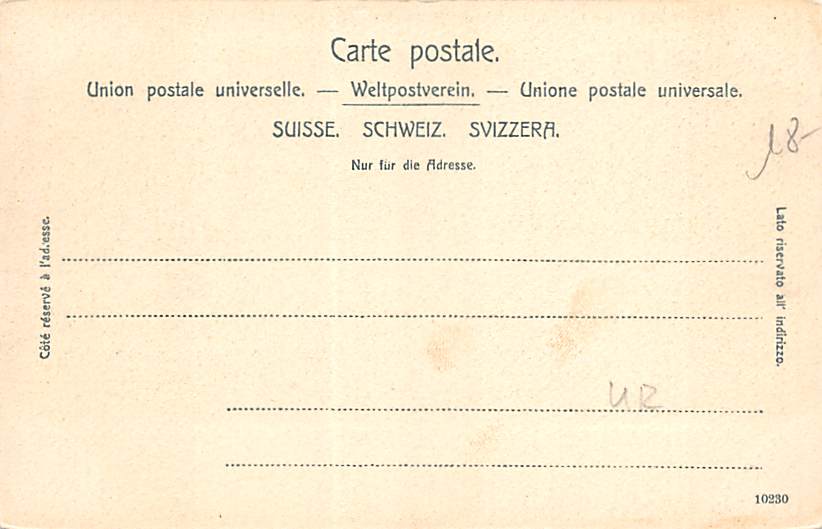 Carte postale.
Union postale universelle. — Weltpostverein. — Unione postale universale.
SUISSE. SCHWEIZ. SVIZZERA.
Nur für die Adresse.
18-
Côté réservé à l'adresse.
Lato riservato all' indirizzo.
UR
10230